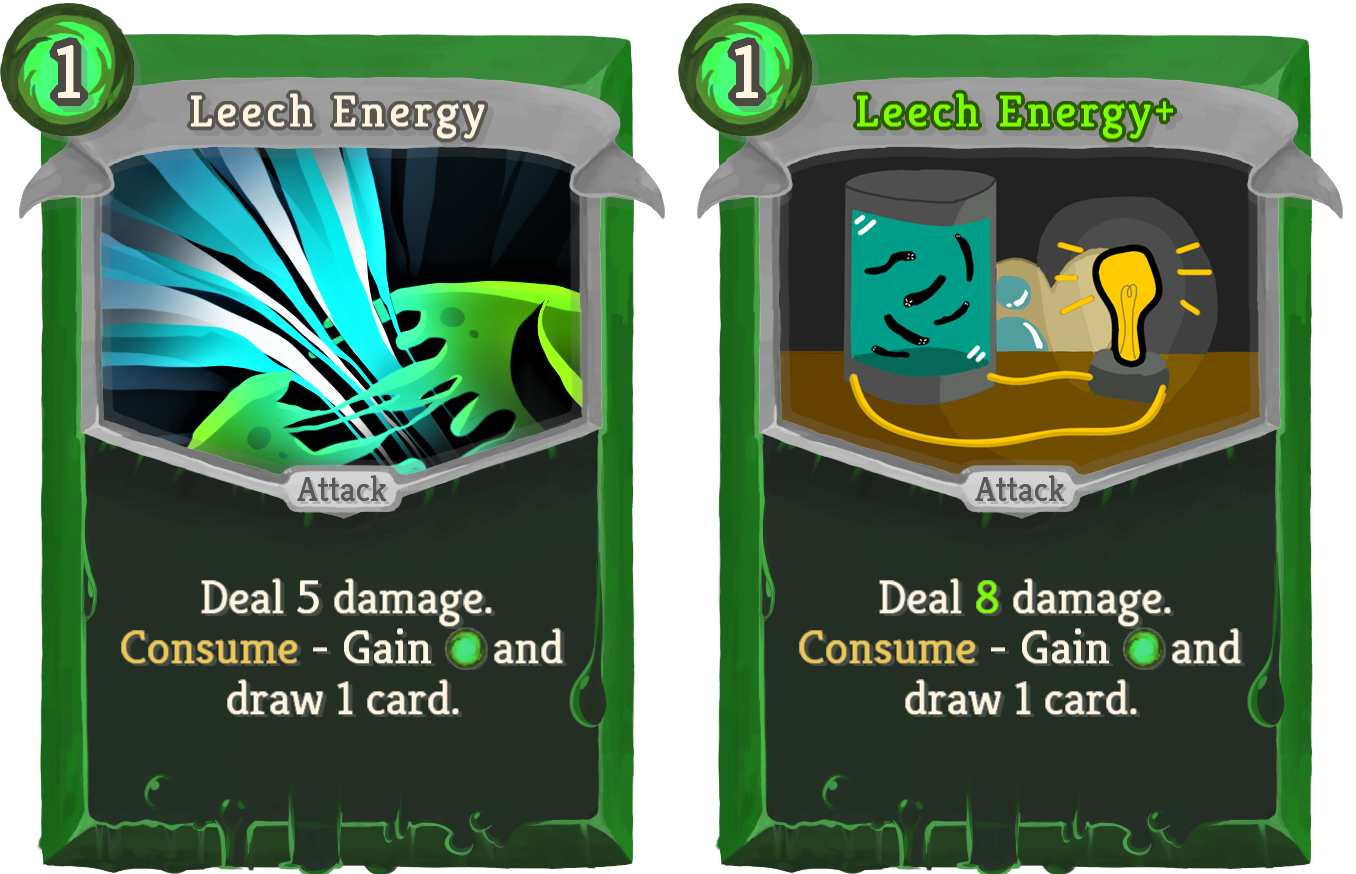 1
Leech Energy
Attack
Deal 5 damage.
Consume - Gain and
draw 1 card.
1
Leech Energy+
Attack
Deal 8 damage.
Consume - Gain and
draw 1 card.